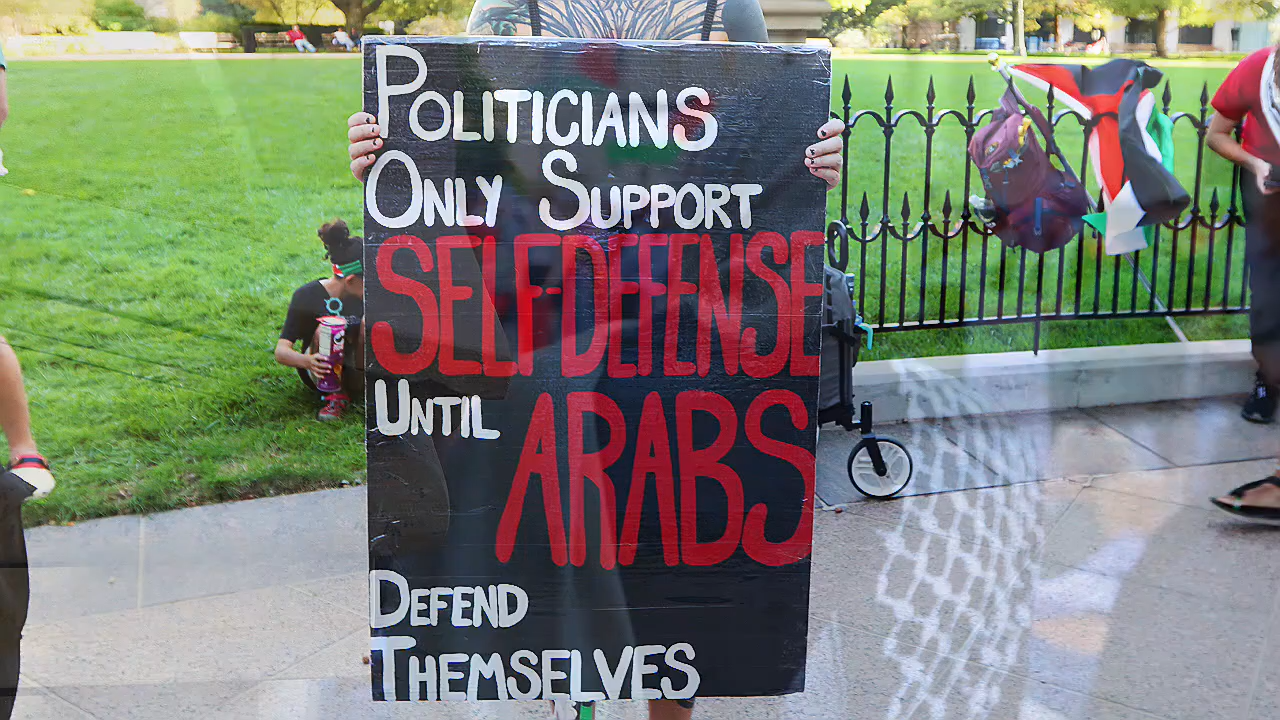 POLITICIANS
ONLY SUPPORT
SELF-DEFENSE
UNTIL ARABS
DEFEND
THEMSELVES